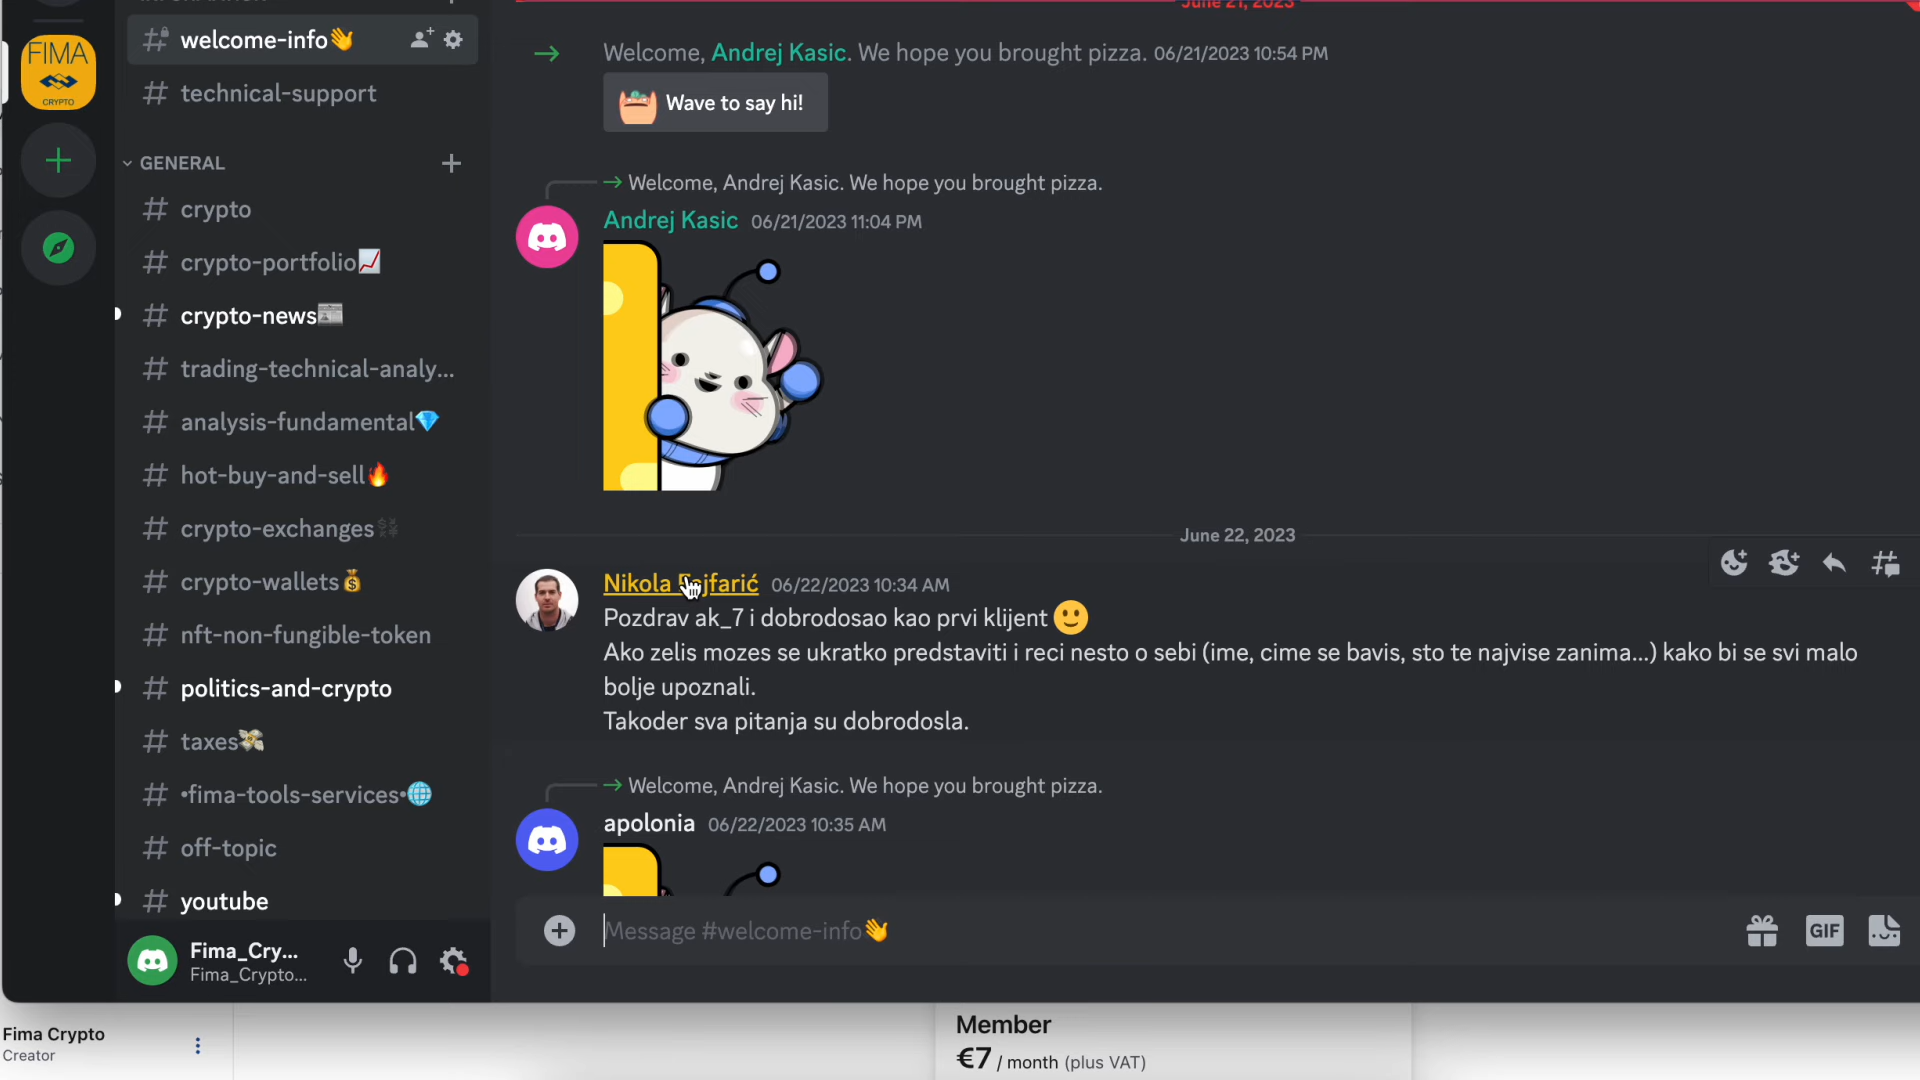 FIMA
CRYPTO
welcome-info👋
technical-support
GENERAL
crypto
crypto-portfolio📈
crypto-news📰
trading-technical-analy...
analysis-fundamental💎
hot-buy-and-sell🔥
crypto-exchanges💱
crypto-wallets💰
nft-non-fungible-token
politics-and-crypto
taxes💸
•fima-tools-services•🌐
off-topic
youtube
Fima_Cry...
Fima_Crypto...
June 21, 2023
Welcome, Andrej Kasic. We hope you brought pizza. 06/21/2023 10:54 PM
Wave to say hi!
Welcome, Andrej Kasic. We hope you brought pizza.
Andrej Kasic 06/21/2023 11:04 PM
June 22, 2023
Nikola 06/22/2023 10:34 AM
Pozdrav ak_7 i dobrodosao kao prvi klijent 🙂
Ako zelis mozes se ukratko predstaviti i reci nesto o sebi (ime, cime se bavis, sto te najvise zanima...) kako bi se svi malo
bolje upoznali.
Takoder sva pitanja su dobrodosla.
Welcome, Andrej Kasic. We hope you brought pizza.
apolonia 06/22/2023 10:35 AM
Message #welcome-info👋
GIF
Fima Crypto
Creator
Member
€7 / month (plus VAT)